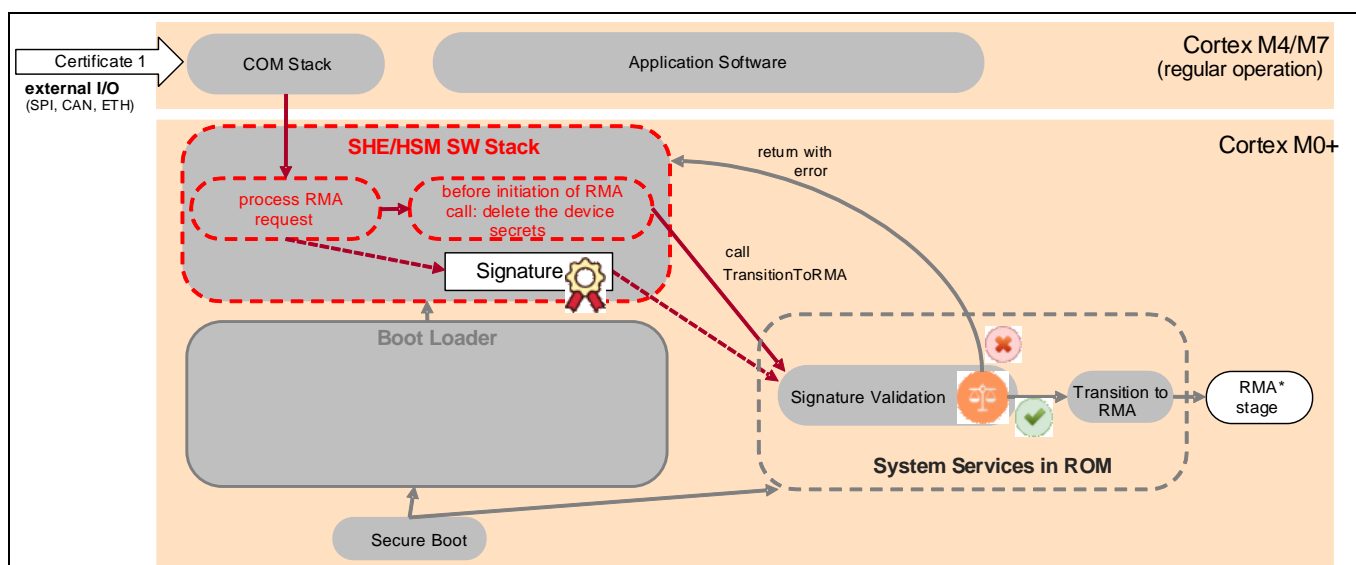 Certificate 1
external I/O
(SPI, CAN, ETH)
COM Stack
Application Software
Cortex M4/M7
(regular operation)
Cortex M0+
SHE/HSM SW Stack
process RMA
request
before initiation of RMA
call: delete the device
secrets
Signature
return with
error
call
TransitionToRMA
Boot Loader
Signature Validation
Transition to
RMA
RMA*
stage
System Services in ROM
Secure Boot